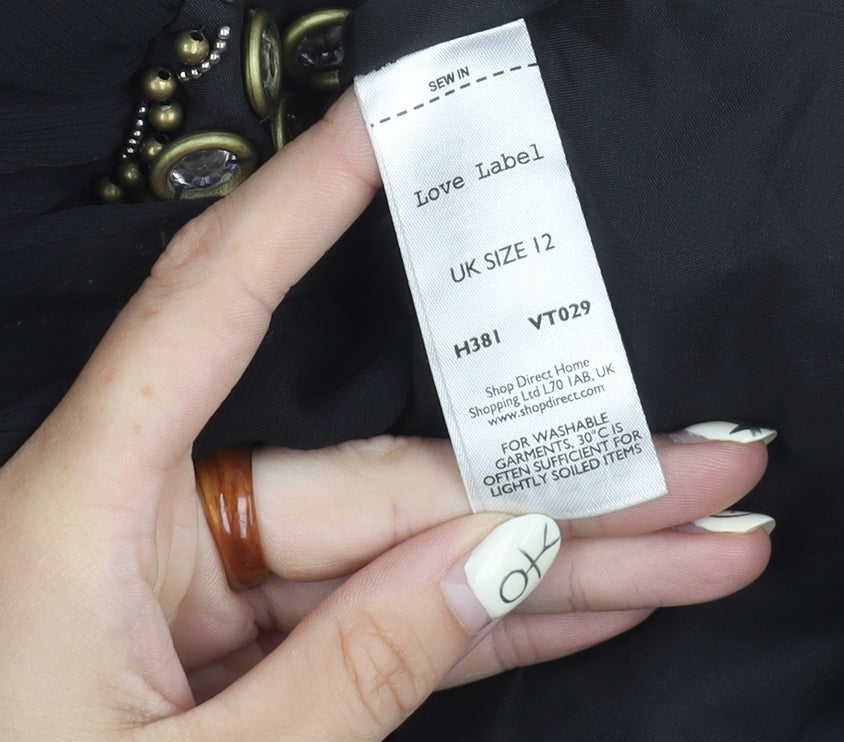 SEW IN
Love Label
UK SIZE 12
H381 VT029
Shop Direct Home
Shopping Ltd L70 1AB, UK
www.shopdirect.com
FOR WASHABLE
GARMENTS, 30°C IS
OFTEN SUFFICIENT FOR
LIGHTLY SOILED ITEMS